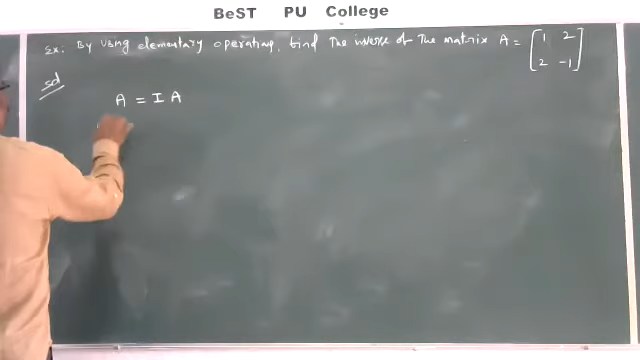 BeST PU College
Ex: By using elementary operations, find The inverse of The matrix A = [1 2
2 -1]
Sol
A = I A